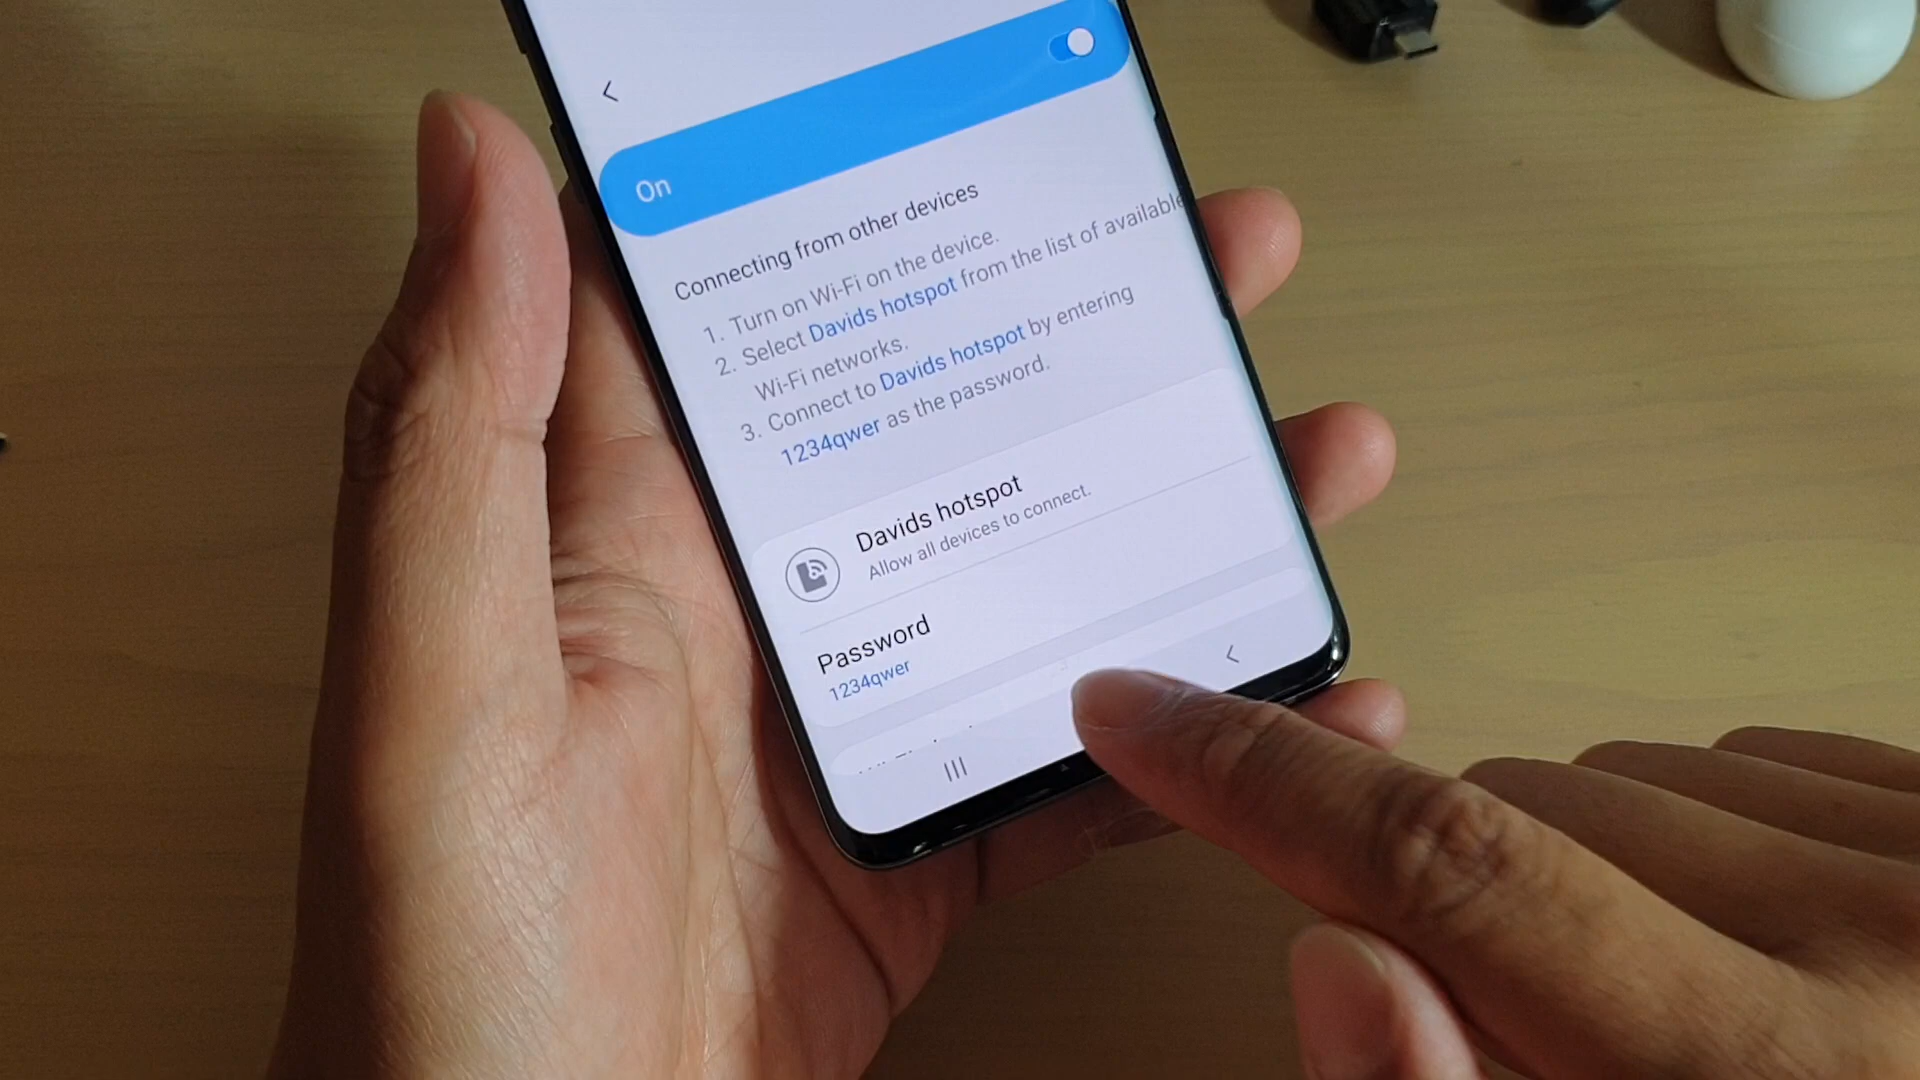 On
Connecting from other devices
1. Turn on Wi-Fi on the device.
2. Select Davids hotspot from the list of available
Wi-Fi networks.
3. Connect to Davids hotspot by entering
1234qwer as the password.
Davids hotspot
Allow all devices to connect.
Password
1234qwer